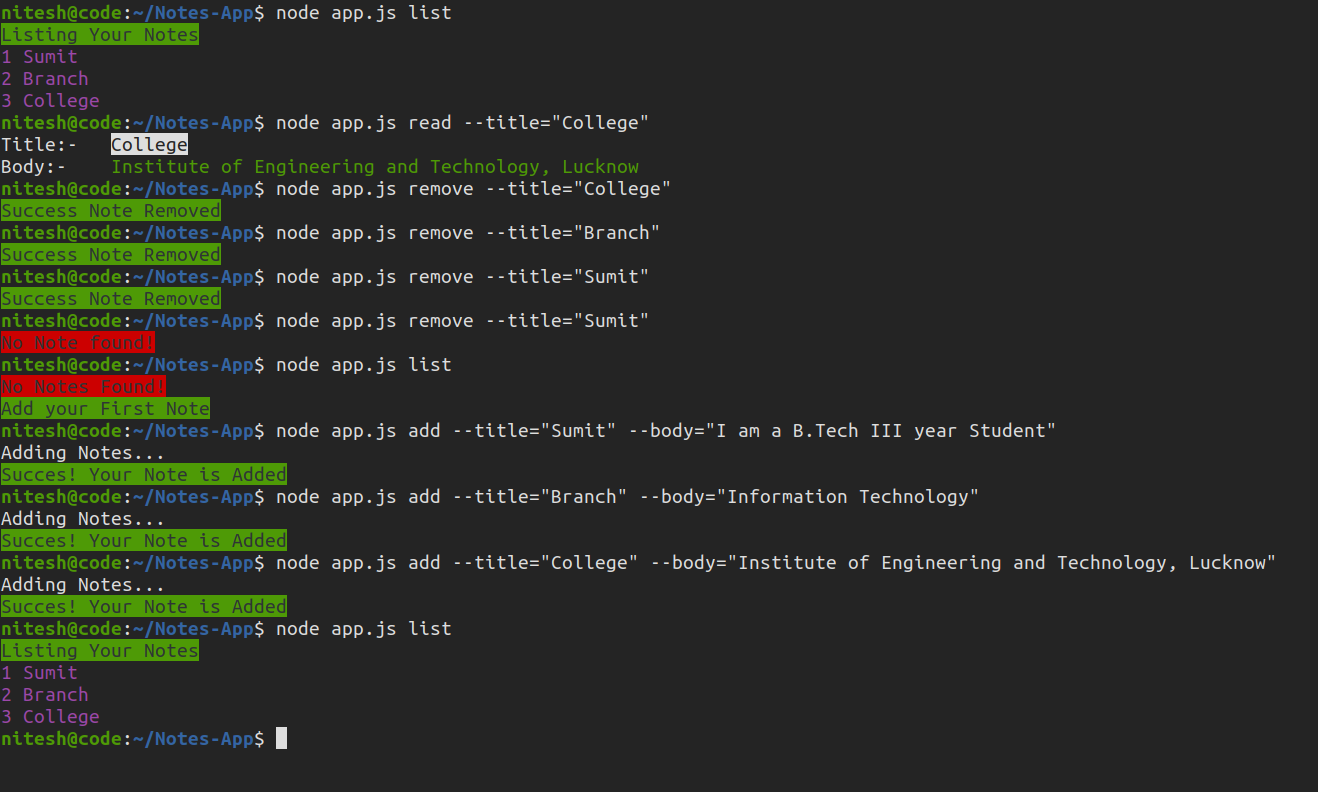 nitesh@code:~/Notes-App$ node app.js list
Listing Your Notes
1 Sumit
2 Branch
3 College
nitesh@code:~/Notes-App$ node app.js read --title="College"
Title:-   College
Body:-    Institute of Engineering and Technology, Lucknow
nitesh@code:~/Notes-App$ node app.js remove --title="College"
Success Note Removed
nitesh@code:~/Notes-App$ node app.js remove --title="Branch"
Success Note Removed
nitesh@code:~/Notes-App$ node app.js remove --title="Sumit"
Success Note Removed
nitesh@code:~/Notes-App$ node app.js remove --title="Sumit"
No Note found!
nitesh@code:~/Notes-App$ node app.js list
No Notes Found!
Add your First Note
nitesh@code:~/Notes-App$ node app.js add --title="Sumit" --body="I am a B.Tech III year Student"
Adding Notes...
Succes! Your Note is Added
nitesh@code:~/Notes-App$ node app.js add --title="Branch" --body="Information Technology"
Adding Notes...
Succes! Your Note is Added
nitesh@code:~/Notes-App$ node app.js add --title="College" --body="Institute of Engineering and Technology, Lucknow"
Adding Notes...
Succes! Your Note is Added
nitesh@code:~/Notes-App$ node app.js list
Listing Your Notes
1 Sumit
2 Branch
3 College
nitesh@code:~/Notes-App$